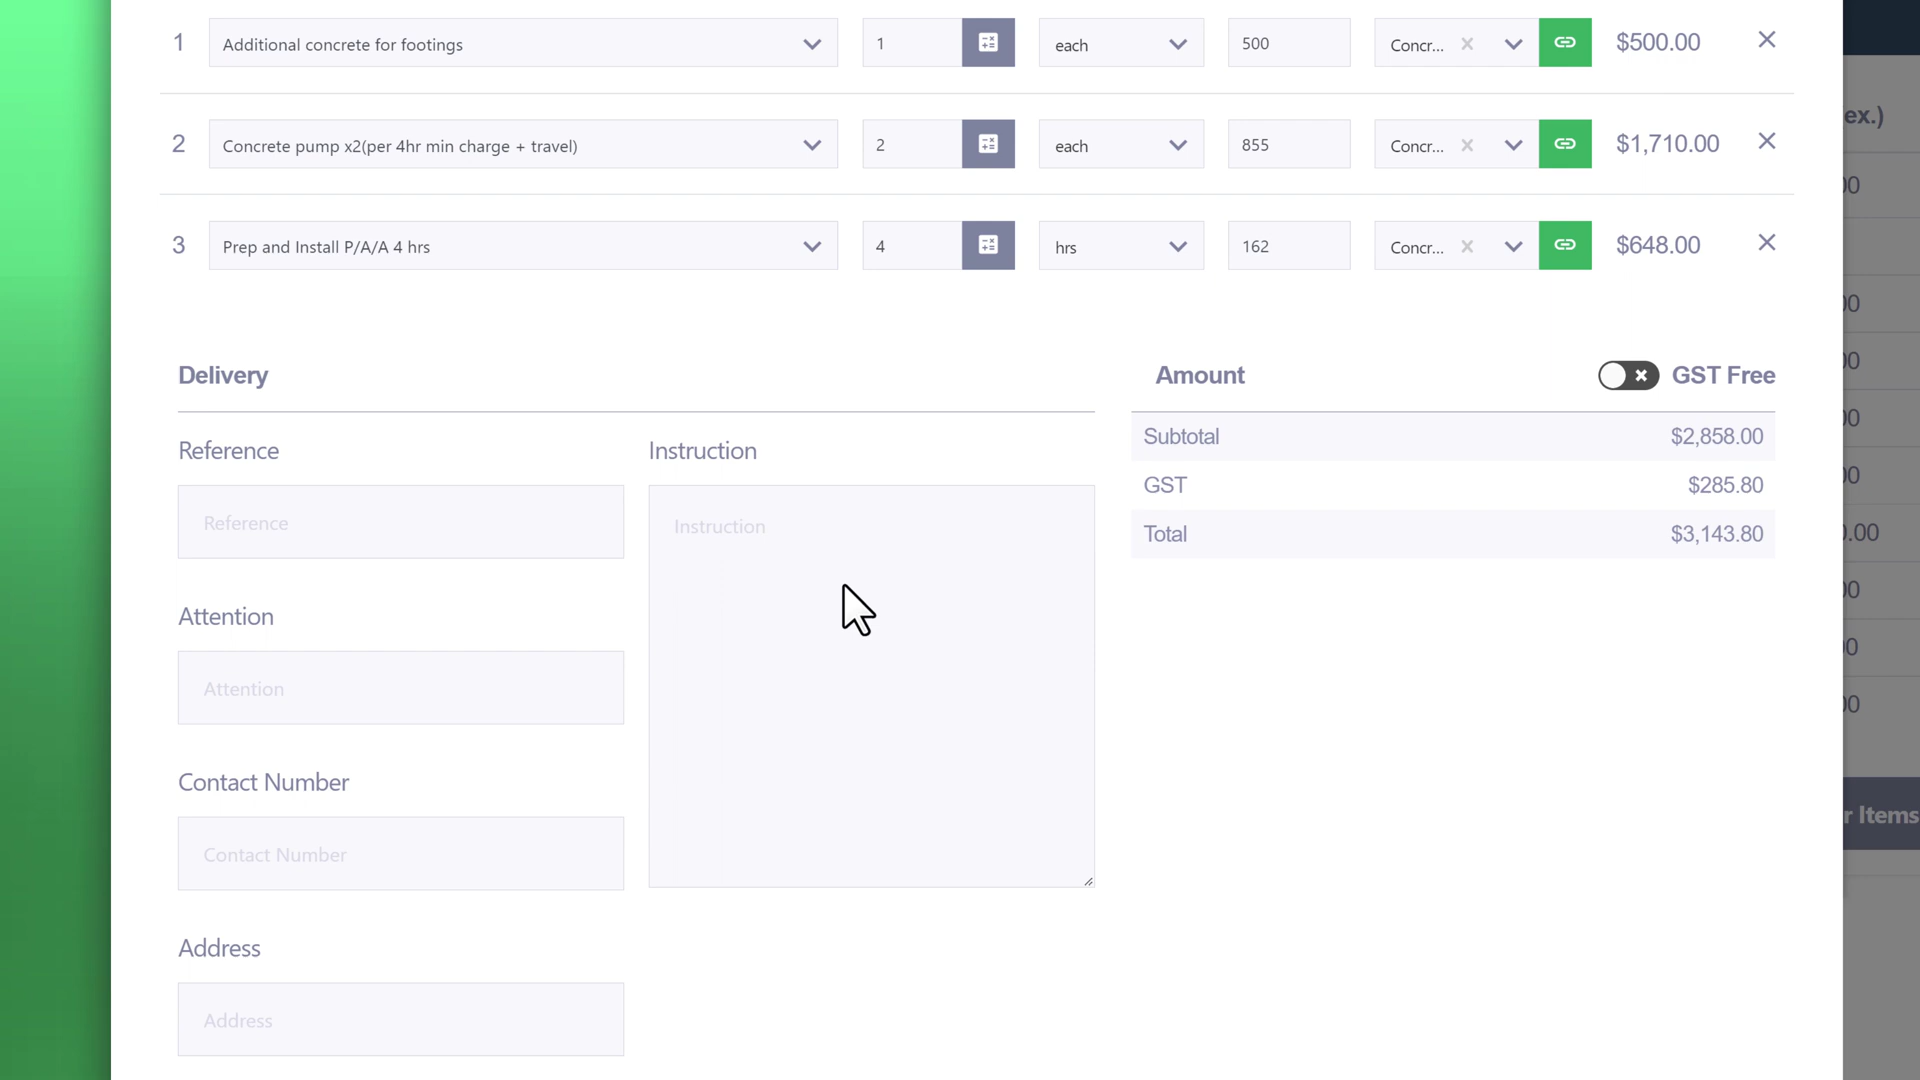 1 Additional concrete for footings 1 each 500 Concr... $500.00
ex.)
2 Concrete pump x2(per 4hr min charge + travel) 2 each 855 Concr... $1,710.00
3 Prep and Install P/A/A 4 hrs 4 hrs 162 Concr... $648.00
Delivery
Amount GST Free
Reference Instruction
Subtotal $2,858.00
GST $285.80
Reference Instruction
Total $3,143.80
.00
Attention
Attention
Contact Number
r Items
Contact Number
Address
Address